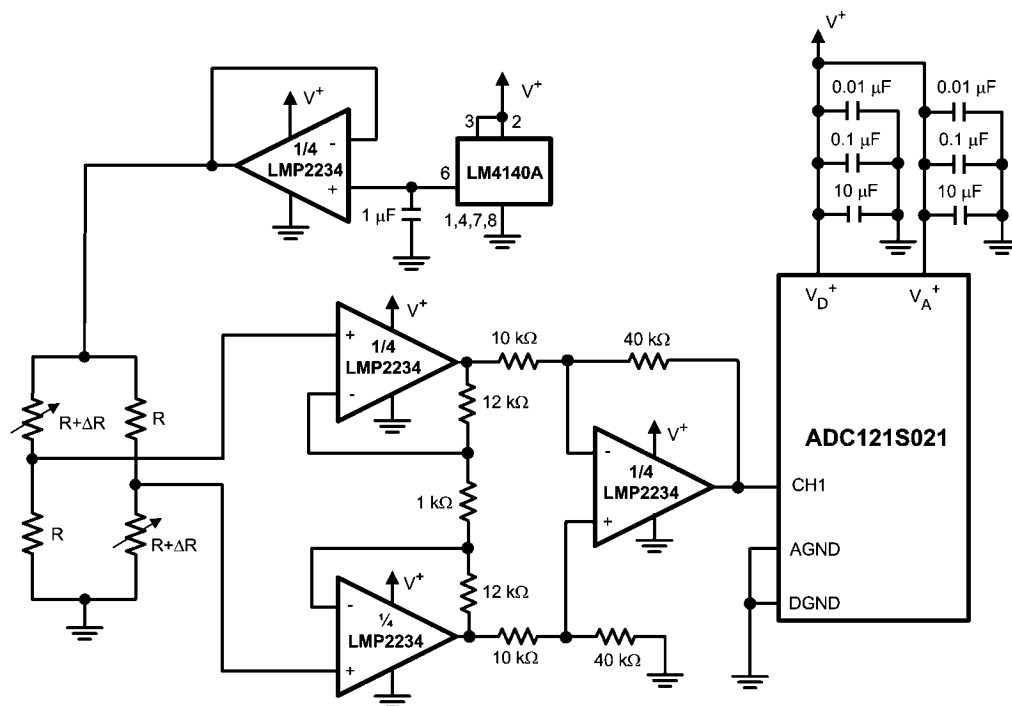 V+
0.01 µF
0.01 µF
0.1 µF
0.1 µF
10 µF
10 µF
V+
3
2
V+
1/4
LMP2234
-
+
6
LM4140A
1 µF
1,4,7,8
VD+
VA+
V+
+
1/4
LMP2234
-
10 kΩ
40 kΩ
12 kΩ
R+ΔR
R
V+
-
1/4
LMP2234
+
ADC121S021
CH1
1 kΩ
R
R+ΔR
AGND
DGND
V+
-
¼
LMP2234
+
12 kΩ
10 kΩ
40 kΩ